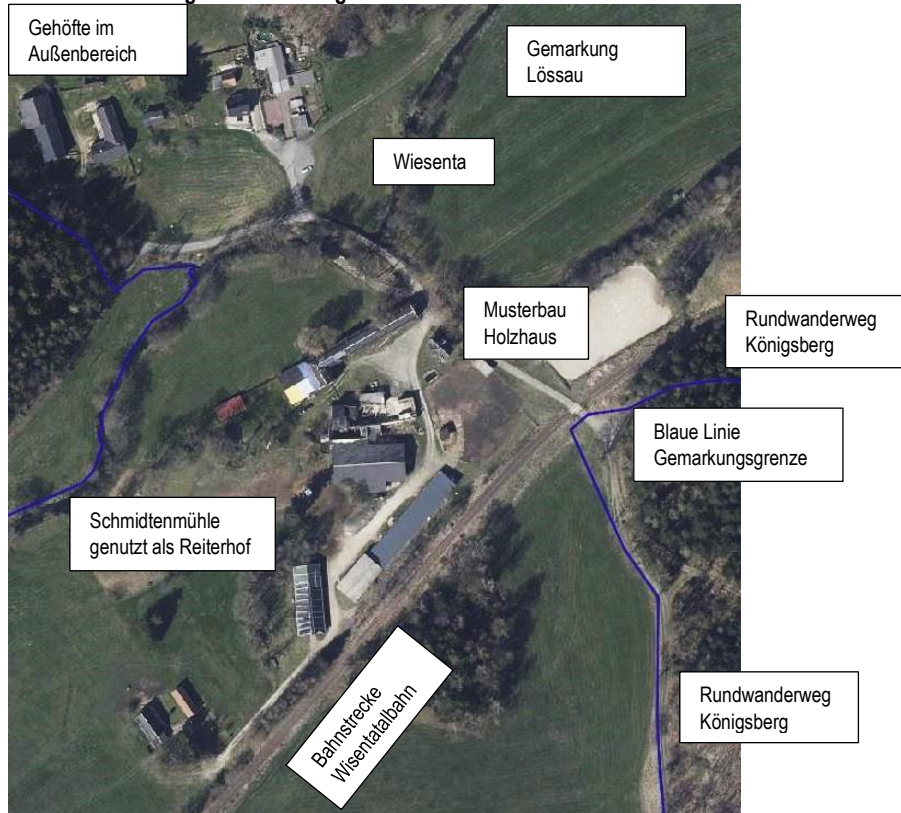 Gehöfte im
Außenbereich
Gemarkung
Lössau
Wiesenta
Musterbau
Holzhaus
Rundwanderweg
Königsberg
Blaue Linie
Gemarkungsgrenze
Schmidtenmühle
genutzt als Reiterhof
Bahnstrecke
Wisentatalbahn
Rundwanderweg
Königsberg